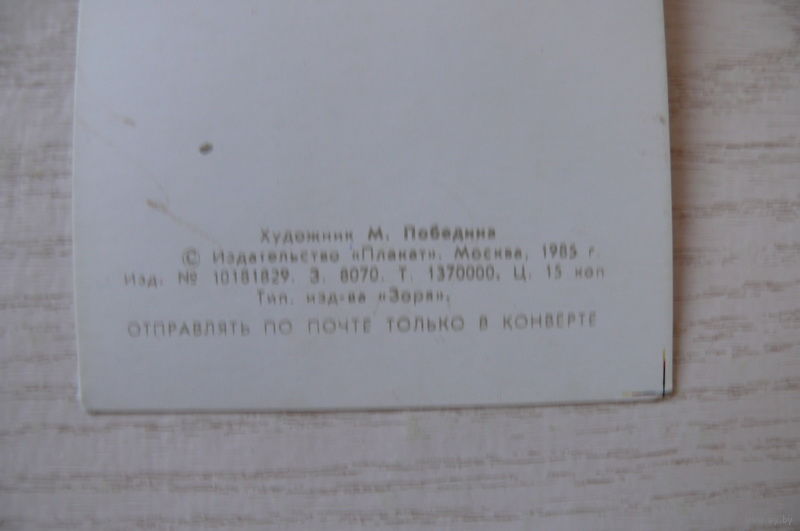 Художник М. Победина
© Издательство «Плакат». Москва, 1985 г.
Изд. № 10181829. З. 8070. Т. 1370000. Ц. 15 коп
Тип. изд-ва «Заря».
ОТПРАВЛЯТЬ ПО ПОЧТЕ ТОЛЬКО В КОНВЕРТЕ